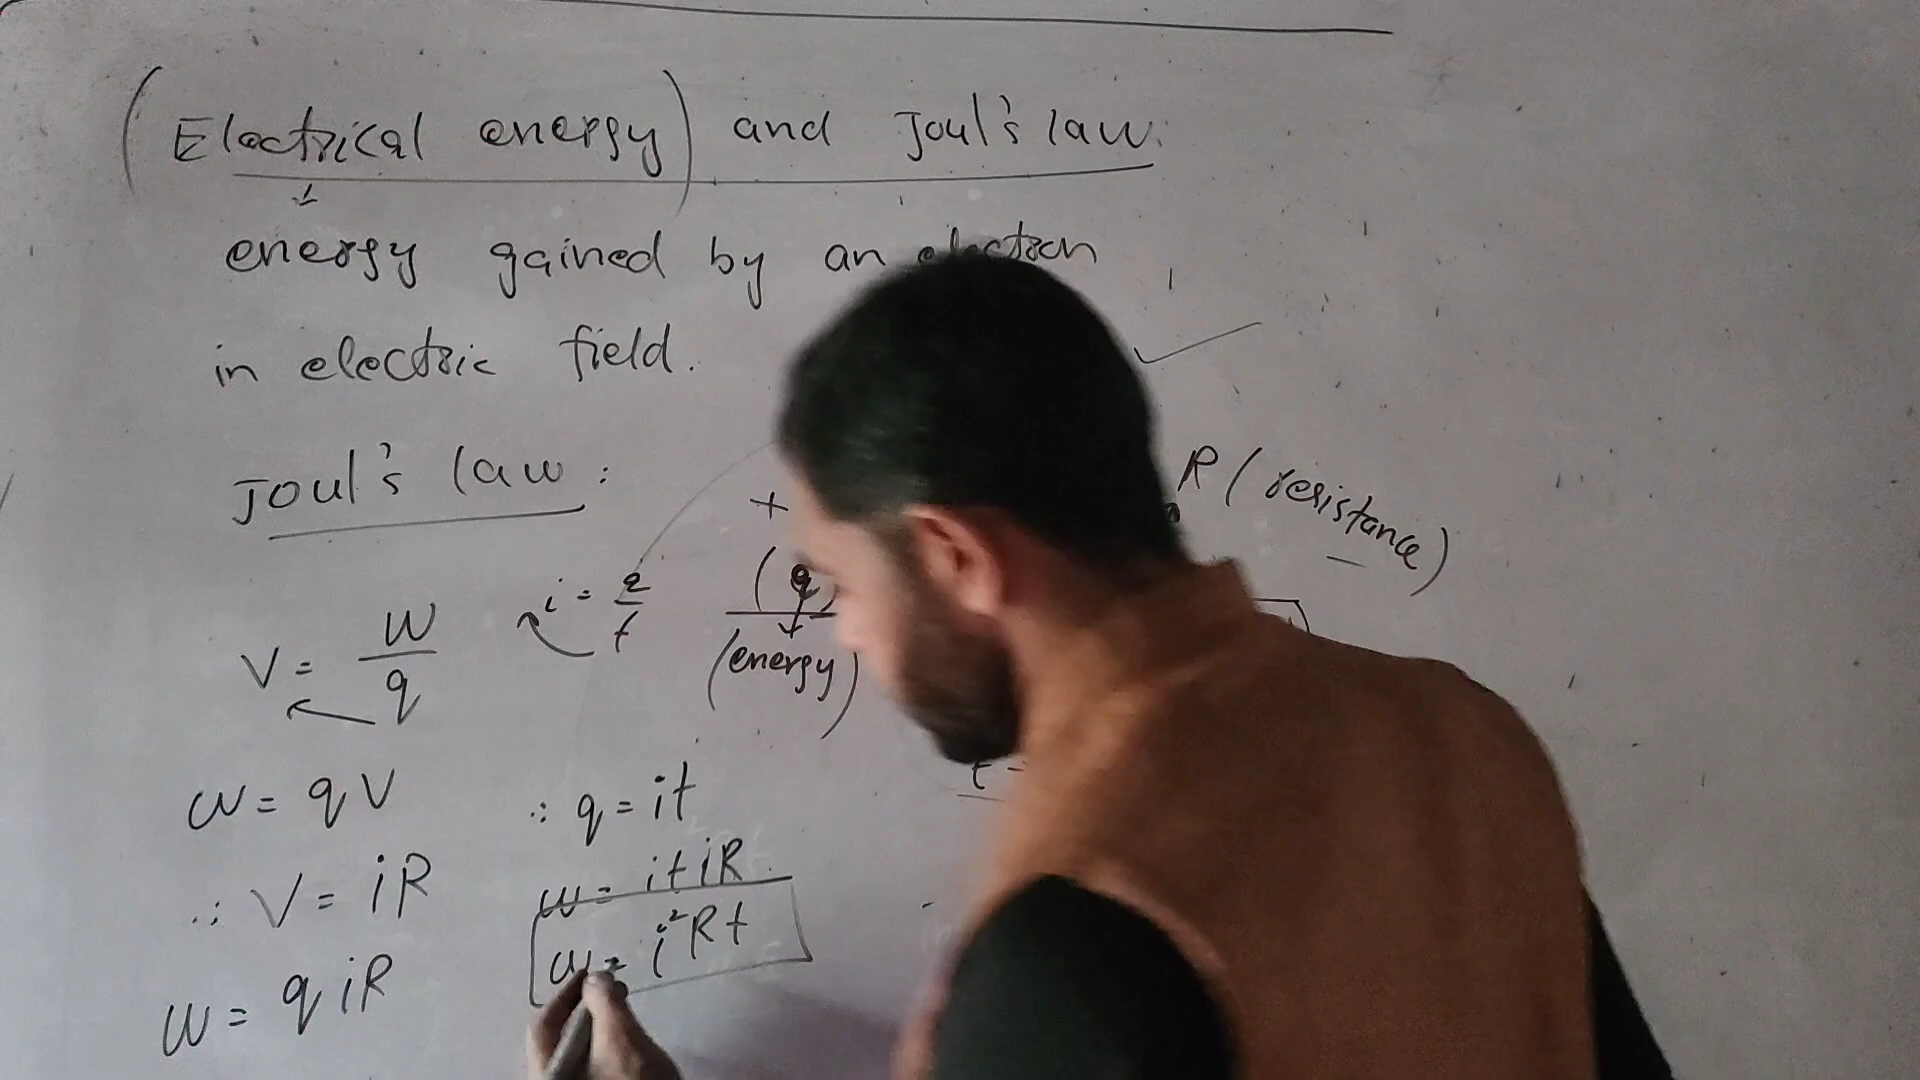 (Electrical energy) and Joul's law:
energy gained by an electron
in electric field.
Joul's law :
+
R (resistance)
V = W/q
i = q/t
(q)
(energy)
t -
W = qV
∴ q = it
∴ V = iR
W = itiR
W = i²Rt
W = qiR